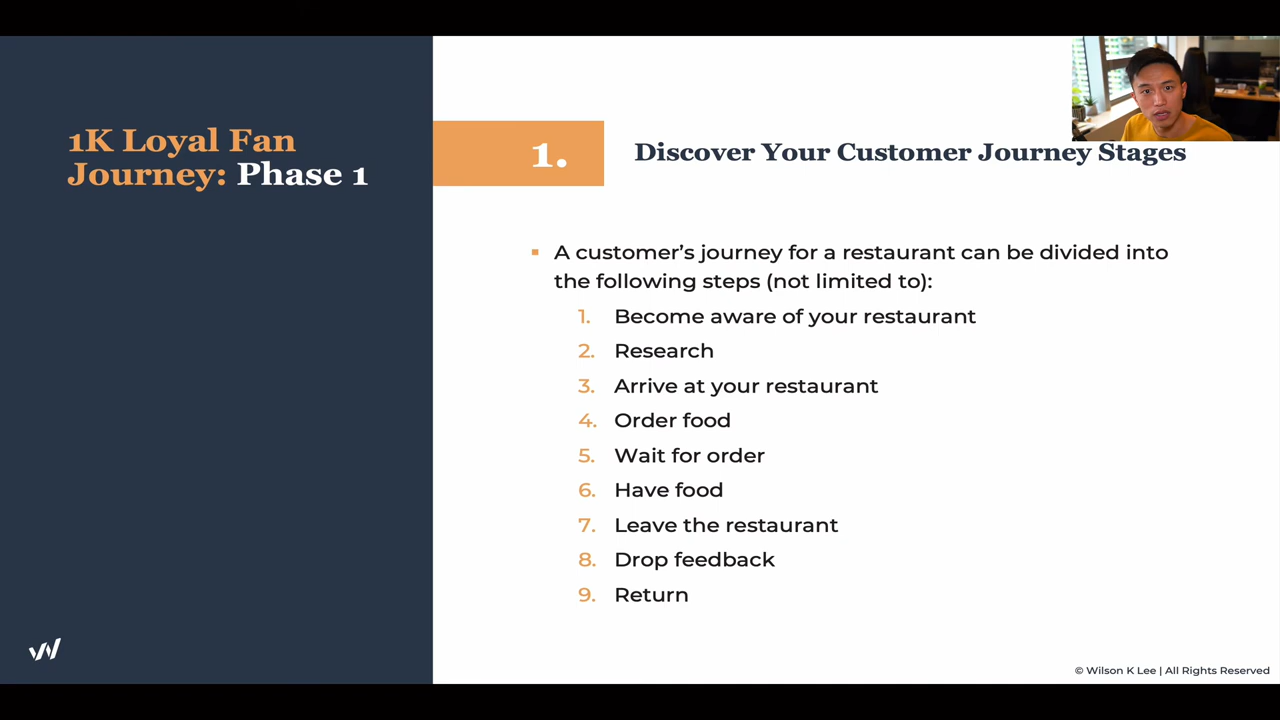 1K Loyal Fan
Journey: Phase 1
1.
Discover Your Customer Journey Stages
▪ A customer’s journey for a restaurant can be divided into
the following steps (not limited to):
1. Become aware of your restaurant
2. Research
3. Arrive at your restaurant
4. Order food
5. Wait for order
6. Have food
7. Leave the restaurant
8. Drop feedback
9. Return
© Wilson K Lee | All Rights Reserved